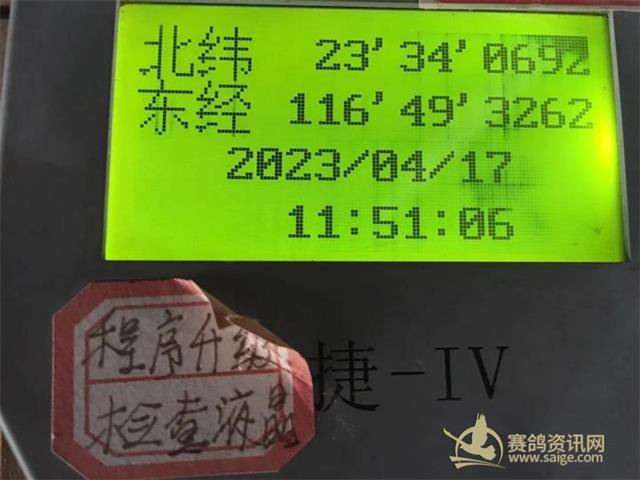 北纬 23'34'0692
东经 116'49'3262
2023/04/17
11:51:06
程序升级
检查液晶
捷-IV
赛鸽资讯网
www.saige.com